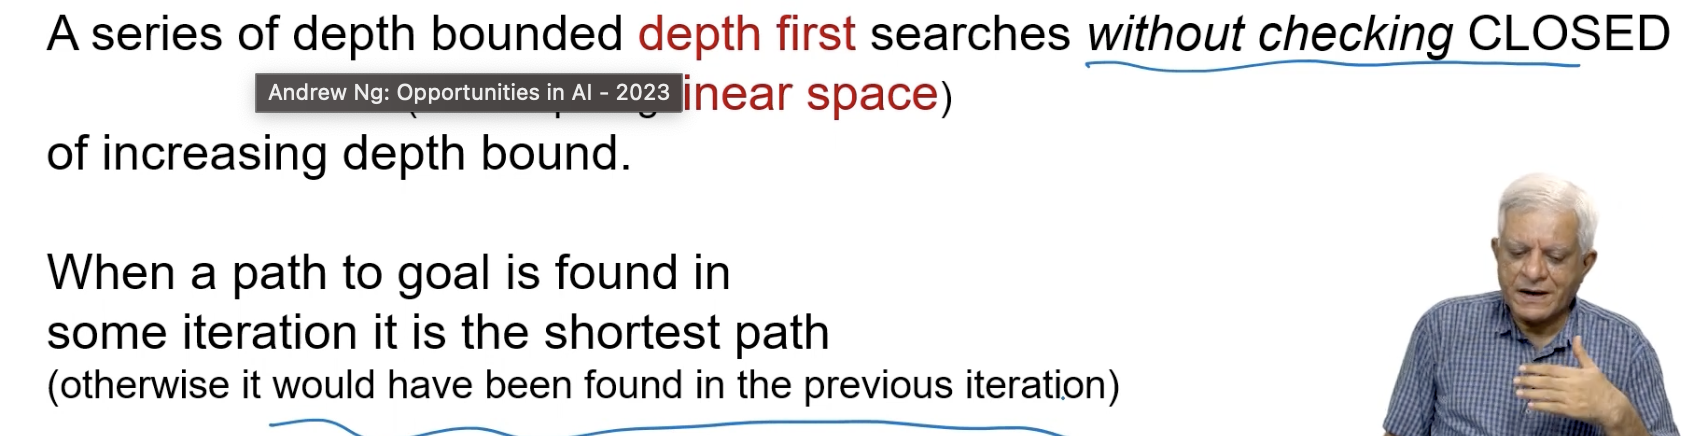 A series of depth bounded depth first searches without checking CLOSED
Andrew Ng: Opportunities in AI - 2023
inear space)
of increasing depth bound.
When a path to goal is found in
some iteration it is the shortest path
(otherwise it would have been found in the previous iteration)